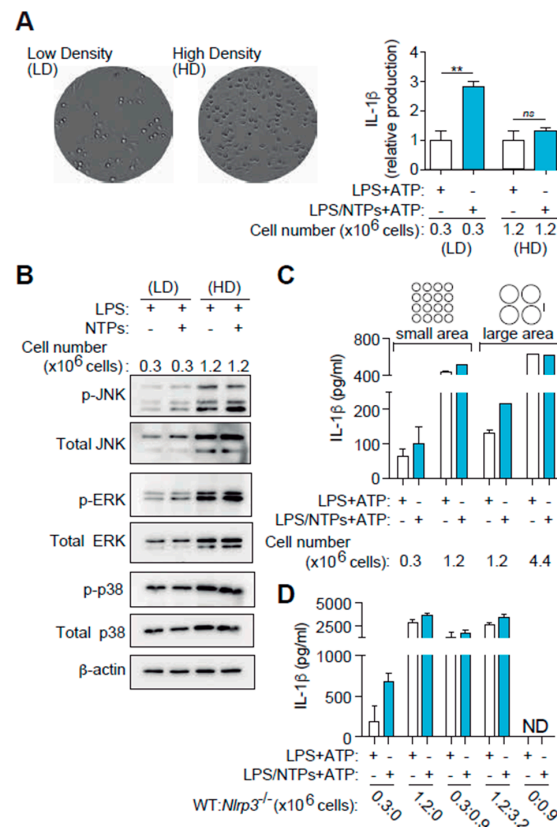 A
Low Density
(LD)
High Density
(HD)
IL-1β
(relative production)
4
3
2
1
0
**
ns
LPS+ATP: + - + -
LPS/NTPs+ATP: - + - +
Cell number (x10⁶ cells) 0.3 0.3 1.2 1.2
(LD) (HD)
B
(LD) (HD)
LPS: + + + +
NTPs: - + - +
Cell number
(x10⁶ cells) 0.3 0.3 1.2 1.2
p-JNK
Total JNK
p-ERK
Total ERK
p-p38
Total p38
β-actin
C
small area large area
IL-1β (pg/ml)
800
400
200
100
0
LPS+ATP: + - + - + - + -
LPS/NTPs+ATP: - + - + - + - +
Cell number
(x10⁶ cells): 0.3 1.2 1.2 4.4
D
IL-1β (pg/ml)
5000
2500
1000
500
0
ND
LPS+ATP: + - + - + - + - + -
LPS/NTPs+ATP: - + - + - + - + - +
WT:Nlrp3⁻/⁻ (x10⁶ cells): 0.3:0 1.2:0 0.3:0.9 1.2:3.2 0:0.9